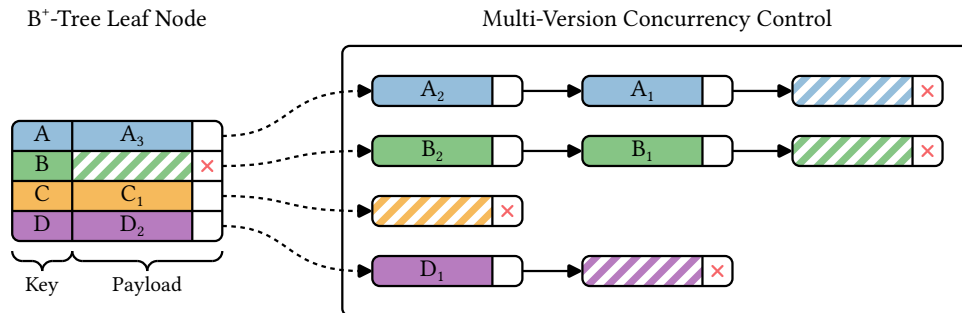 B⁺-Tree Leaf Node
Multi-Version Concurrency Control
A₂ A₁
A A₃
B B₂ B₁
C C₁
D D₂
D₁
Key Payload